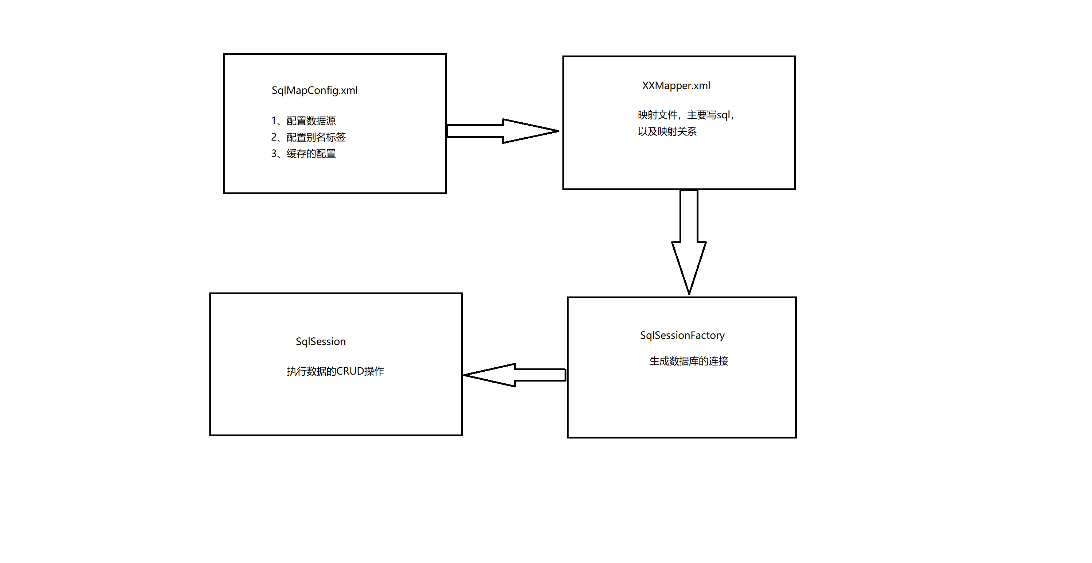 SqlMapConfig.xml
1、配置数据源
2、配置别名标签
3、缓存的配置
XXMapper.xml
映射文件，主要写sql，
以及映射关系
SqlSessionFactory
生成数据库的连接
SqlSession
执行数据的CRUD操作